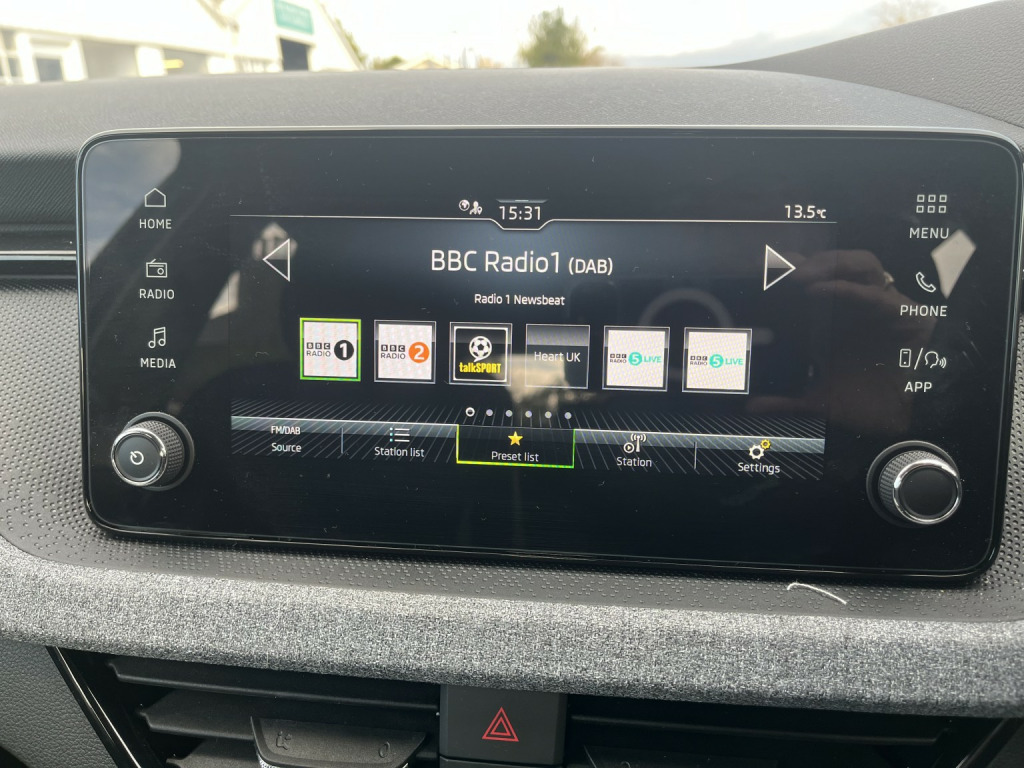 15:31
13.5°C
HOME
RADIO
MEDIA
MENU
PHONE
APP
BBC Radio1 (DAB)
Radio 1 Newsbeat
BBC RADIO 1
BBC RADIO 2
talkSPORT
Heart UK
BBC RADIO 5 LIVE
BBC RADIO 5 LIVE
FM/DAB
Source
Station list
Preset list
Station
Settings